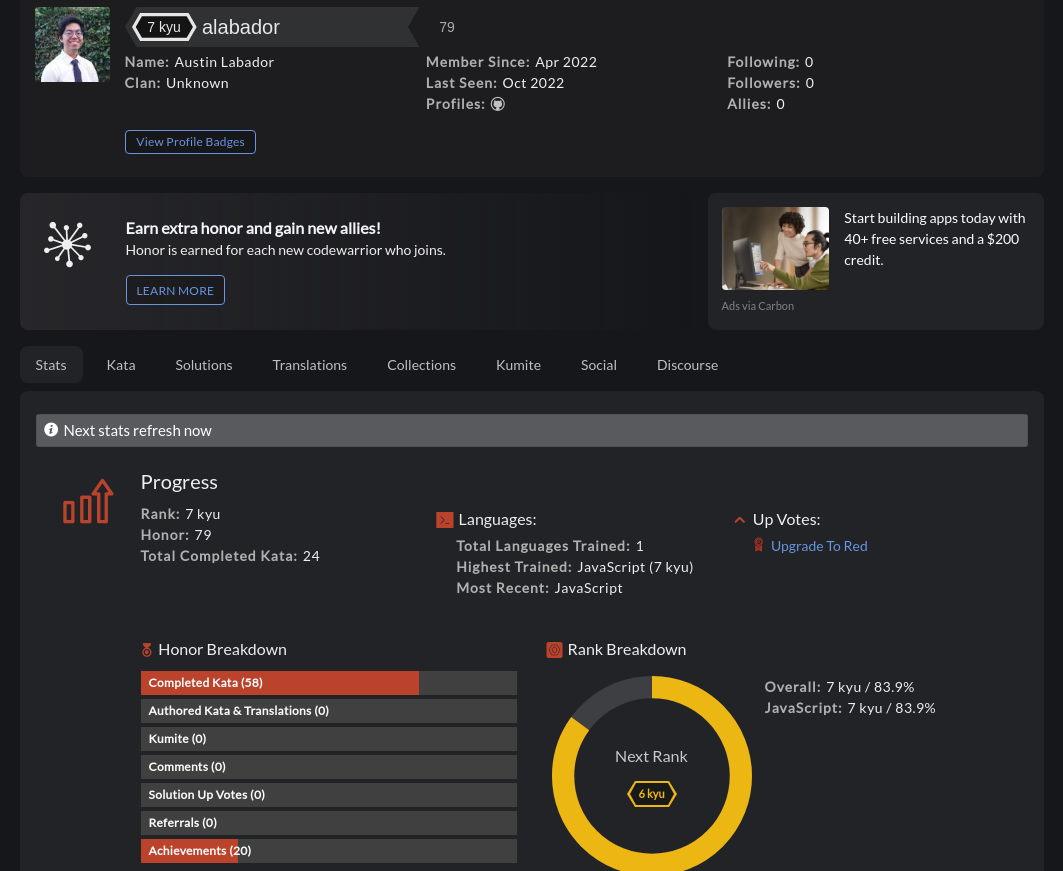 7 kyu alabador 79
Name: Austin Labador
Clan: Unknown
Member Since: Apr 2022
Last Seen: Oct 2022
Profiles:
Following: 0
Followers: 0
Allies: 0
View Profile Badges
Earn extra honor and gain new allies!
Honor is earned for each new codewarrior who joins.
LEARN MORE
Start building apps today with
40+ free services and a $200
credit.
Ads via Carbon
Stats Kata Solutions Translations Collections Kumite Social Discourse
Next stats refresh now
Progress
Rank: 7 kyu
Honor: 79
Total Completed Kata: 24
Languages:
Total Languages Trained: 1
Highest Trained: JavaScript (7 kyu)
Most Recent: JavaScript
Up Votes:
Upgrade To Red
Honor Breakdown
Completed Kata (58)
Authored Kata & Translations (0)
Kumite (0)
Comments (0)
Solution Up Votes (0)
Referrals (0)
Achievements (20)
Rank Breakdown
Next Rank
6 kyu
Overall: 7 kyu / 83.9%
JavaScript: 7 kyu / 83.9%